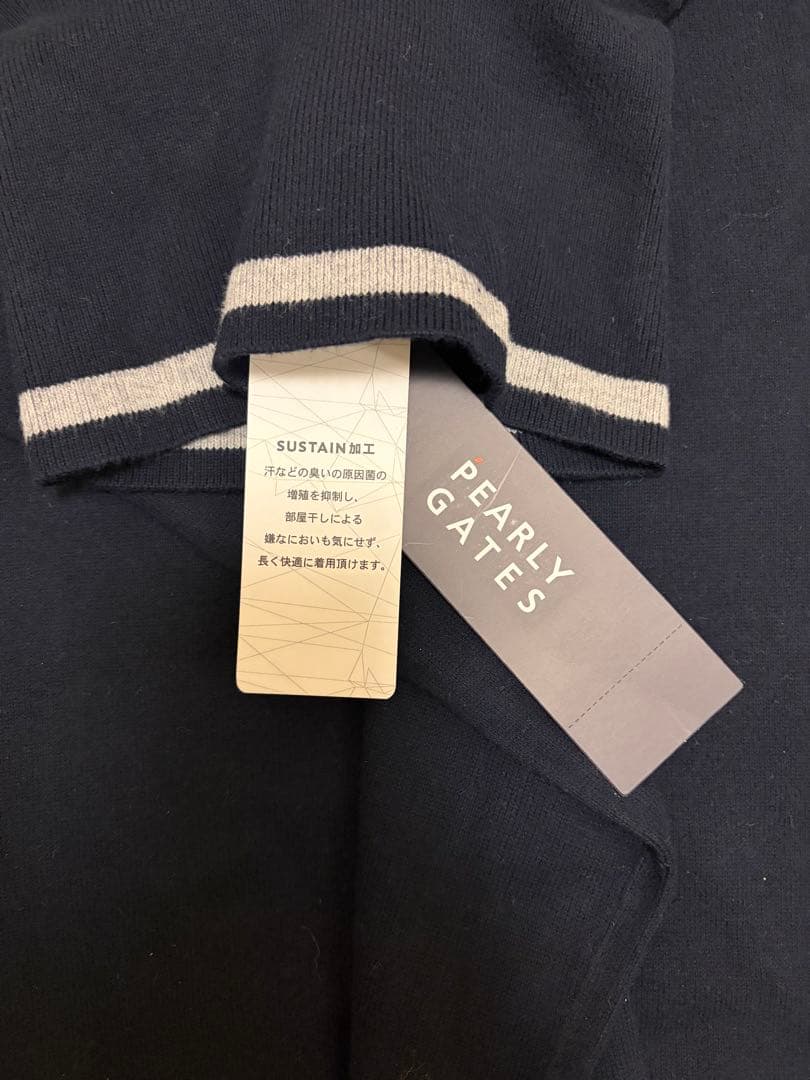 SUSTAIN加工
汗などの臭いの原因菌の
増殖を抑制し、
部屋干しによる
嫌なにおいも気にせず、
長く快適に着用頂けます。
PEARLY
GATES